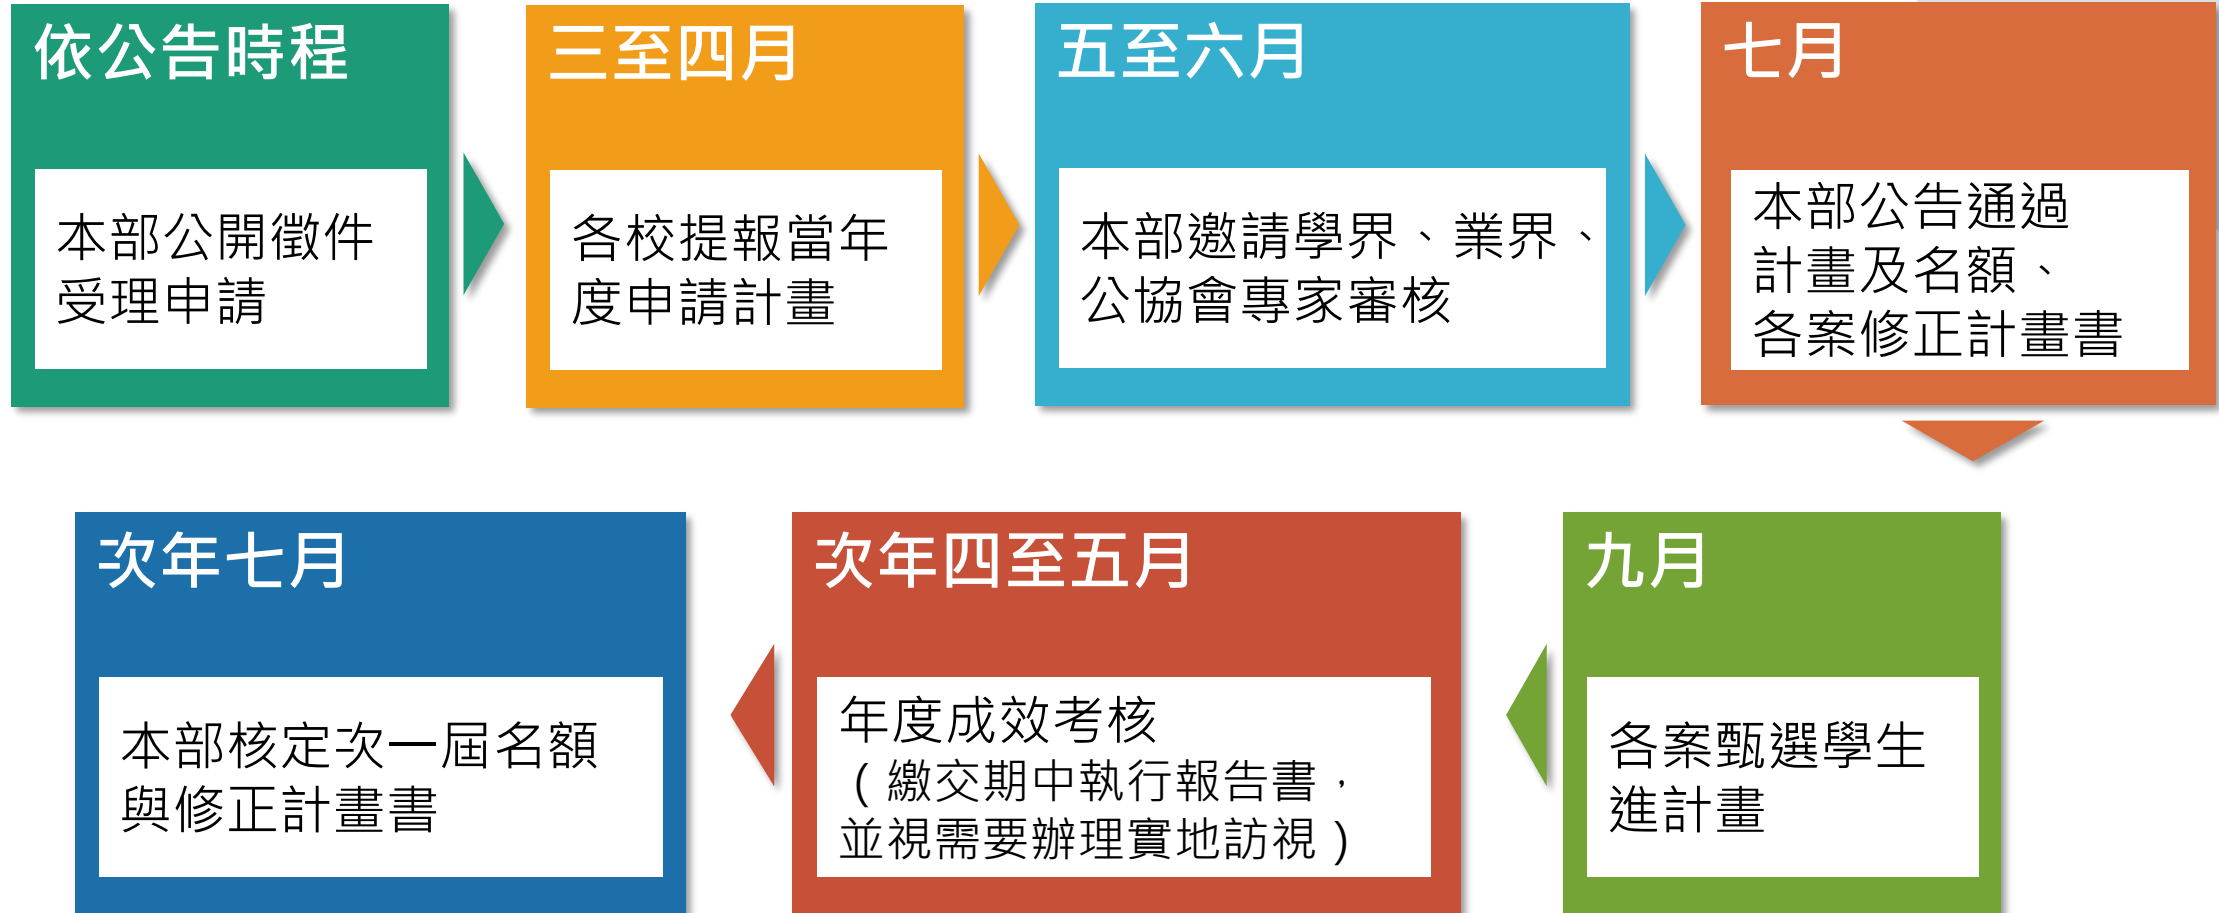 依公告時程
本部公開徵件
受理申請
三至四月
各校提報當年
度申請計畫
五至六月
本部邀請學界、業界、
公協會專家審核
七月
本部公告通過
計畫及名額、
各案修正計畫書
九月
各案甄選學生
進計畫
次年四至五月
年度成效考核
(繳交期中執行報告書，
並視需要辦理實地訪視)
次年七月
本部核定次一屆名額
與修正計畫書